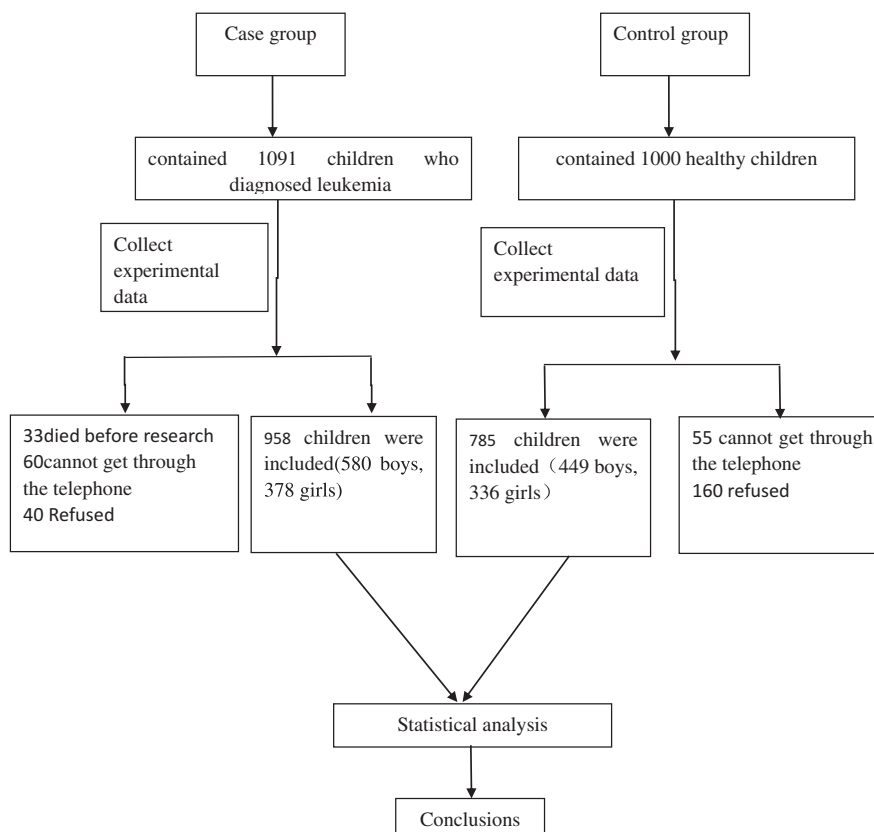 Case group
Control group
contained 1091 children who
diagnosed leukemia
contained 1000 healthy children
Collect
experimental
data
Collect
experimental data
33died before research
60cannot get through
the telephone
40 Refused
958 children were
included(580 boys,
378 girls)
785 children were
included（449 boys,
336 girls）
55 cannot get through
the telephone
160 refused
Statistical analysis
Conclusions